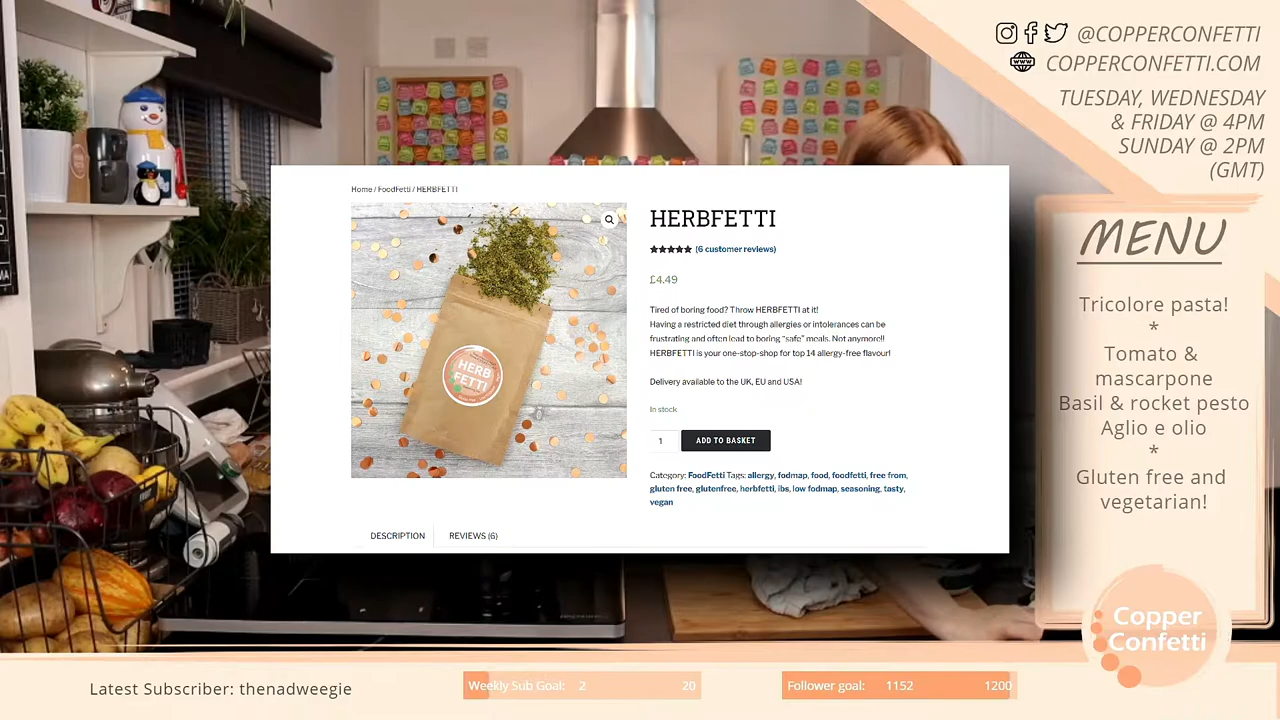 @COPPERCONFETTI
COPPERCONFETTI.COM
TUESDAY, WEDNESDAY
& FRIDAY @ 4PM
SUNDAY @ 2PM
(GMT)
Home / FoodFetti / HERBFETTI
HERB
FETTI
HERBFETTI
(6 customer reviews)
£4.49
Tired of boring food? Throw HERBFETTI at it!
Having a restricted diet through allergies or intolerances can be
frustrating and often lead to boring “safe” meals. Not anymore!!
HERBFETTI is your one-stop-shop for top 14 allergy-free flavour!
Delivery available to the UK, EU and USA!
In stock
1 ADD TO BASKET
Category: FoodFetti Tags: allergy, fodmap, food, foodfetti, free from,
gluten free, glutenfree, herbfetti, ibs, low fodmap, seasoning, tasty,
vegan
DESCRIPTION REVIEWS (6)
MENU
Tricolore pasta!
*
Tomato &
mascarpone
Basil & rocket pesto
Aglio e olio
*
Gluten free and
vegetarian!
Copper
Confetti
Latest Subscriber: thenadweegie
Weekly Sub Goal: 2 20
Follower goal: 1152 1200